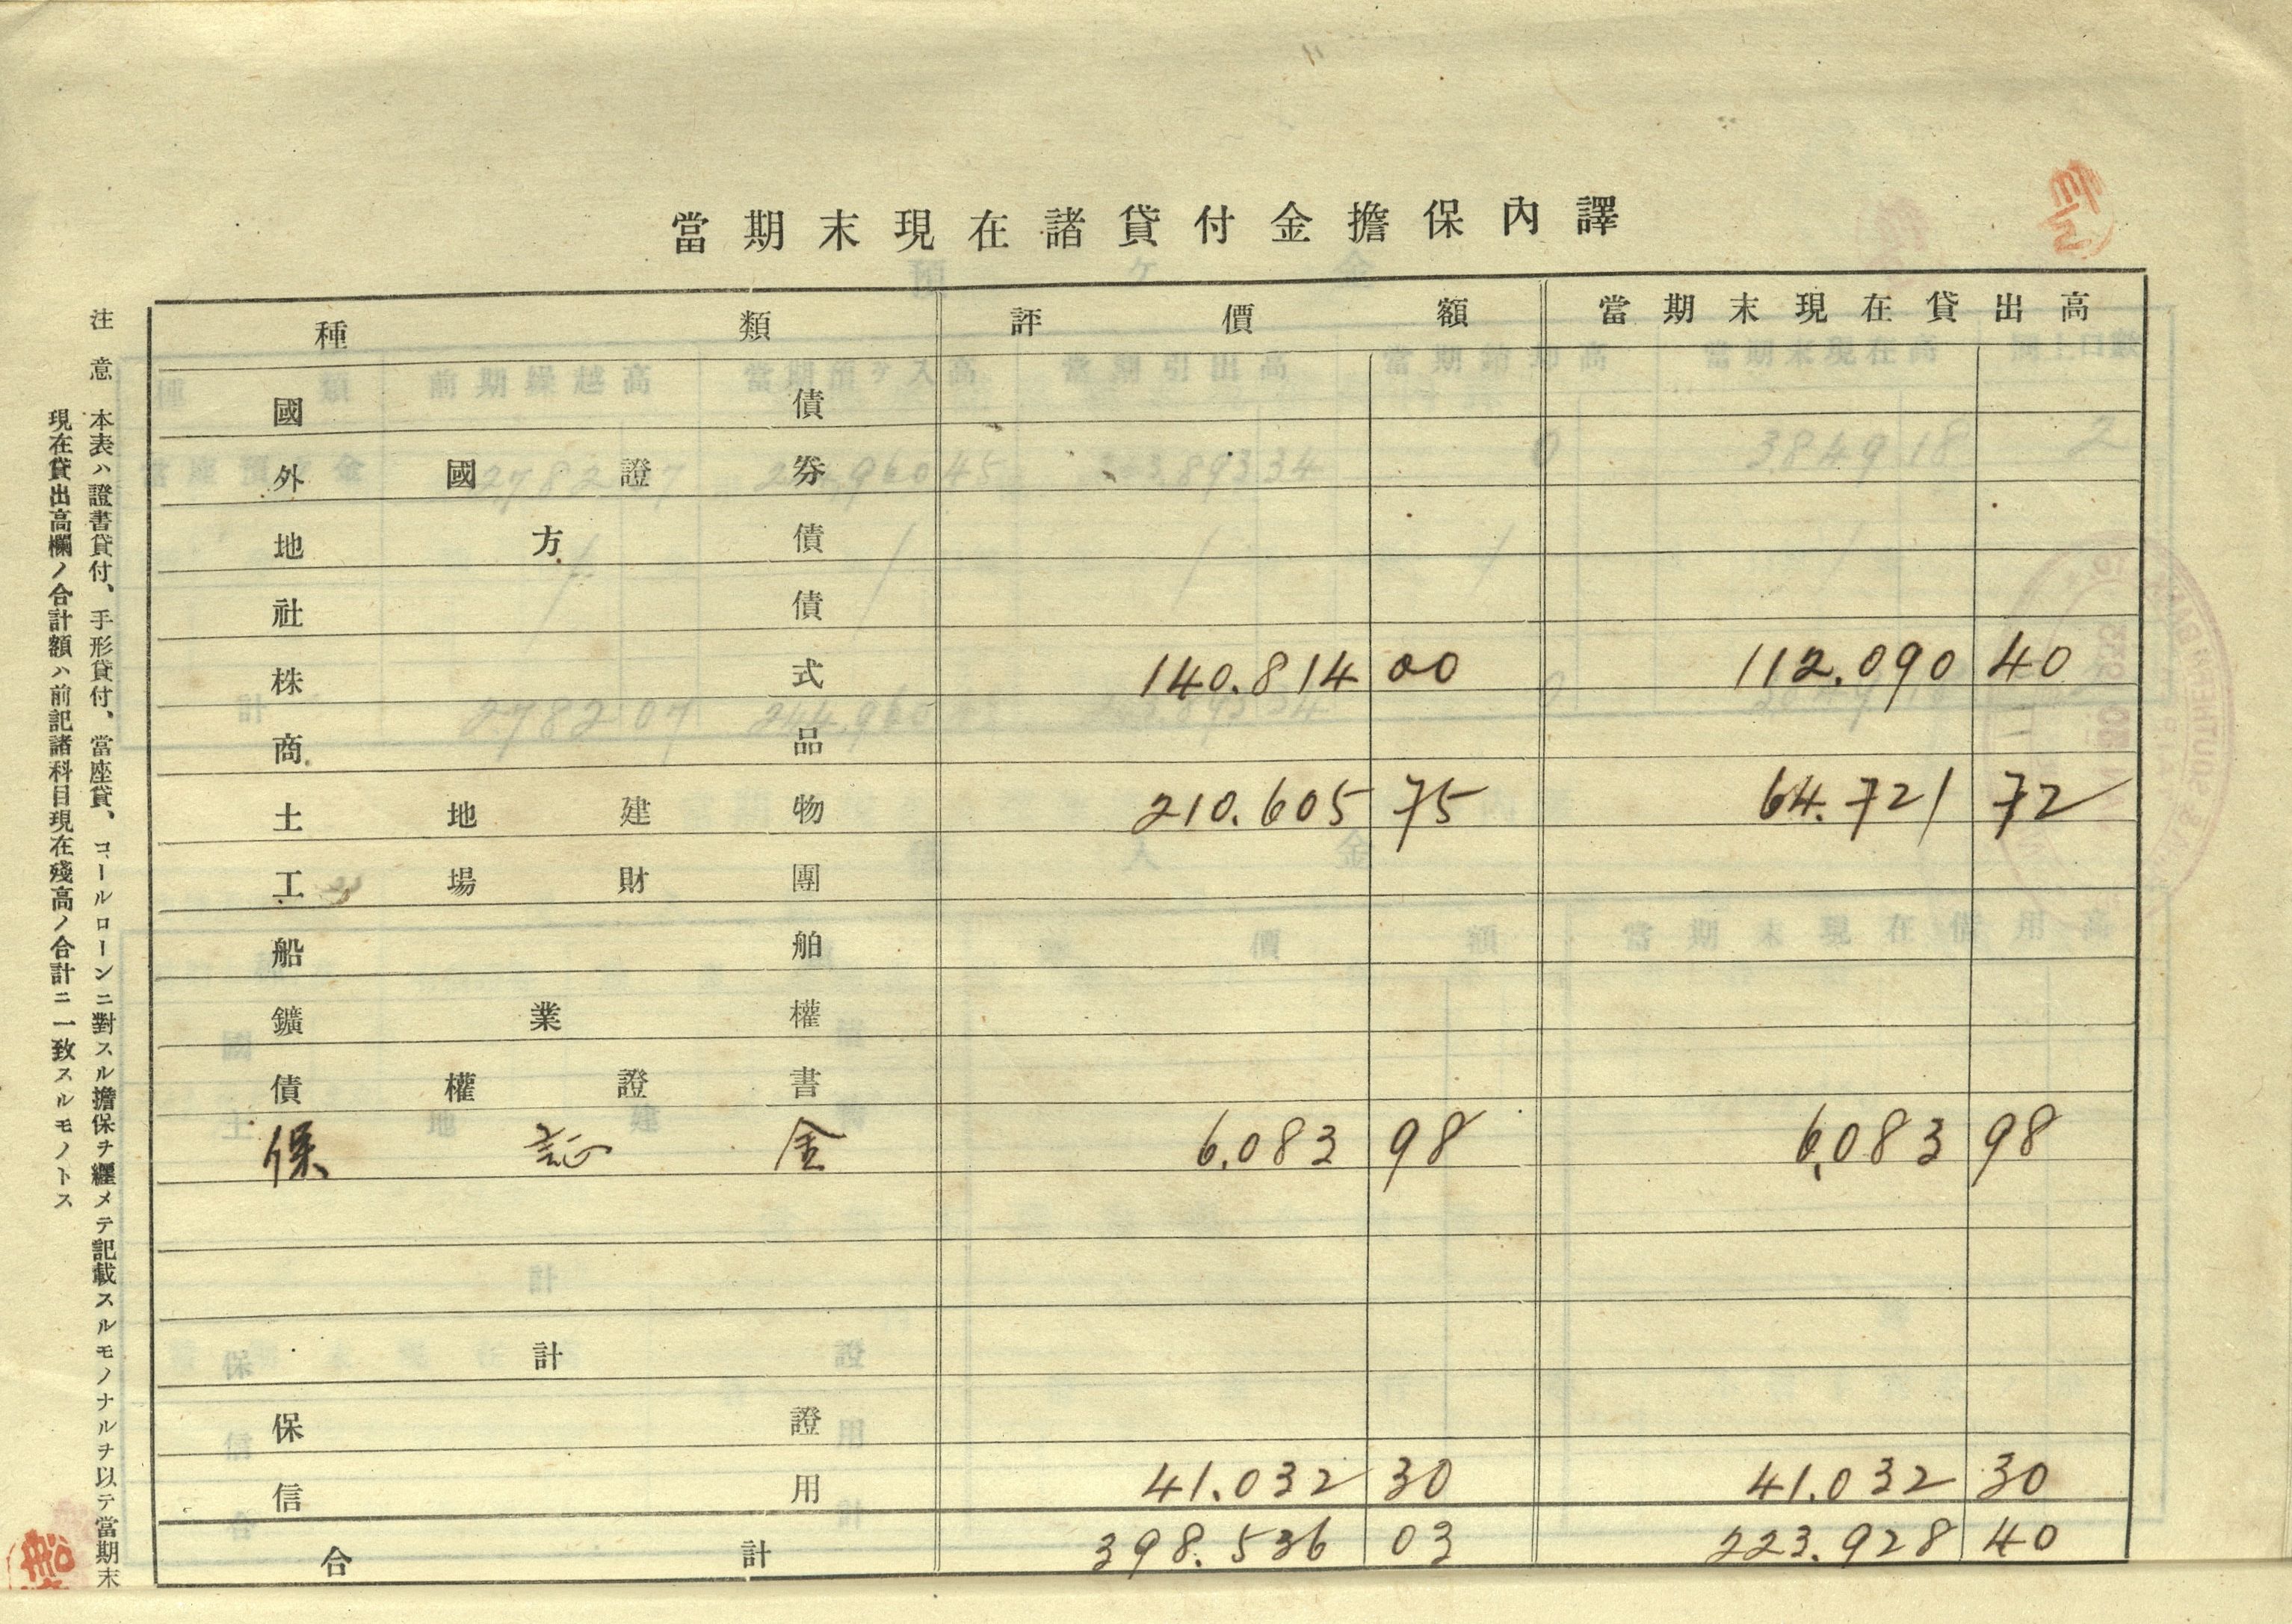 當期末現在諸貸付金擔保内譯
種類 評價額 當期末現在貸出高
國債
外國證券
地方債
社債
株式 140.814 00 112.090 40
商品
土地建物 210.605 75 64.721 72
工場財團
船舶
鑛業權
債權證書
保証金 6.083 98 6.083 98
計
保證
信用 41.032 30 41.032 30
合計 398.536 03 223.928 40
注意 本表ハ證書貸付、手形貸付、當座貸、コールローンニ對スル擔保ヲ纒メテ記載スルモノナルヲ以テ當期末
現在貸出高欄ノ合計額ハ前記諸科目現在殘高ノ合計ニ一致スルモノトス